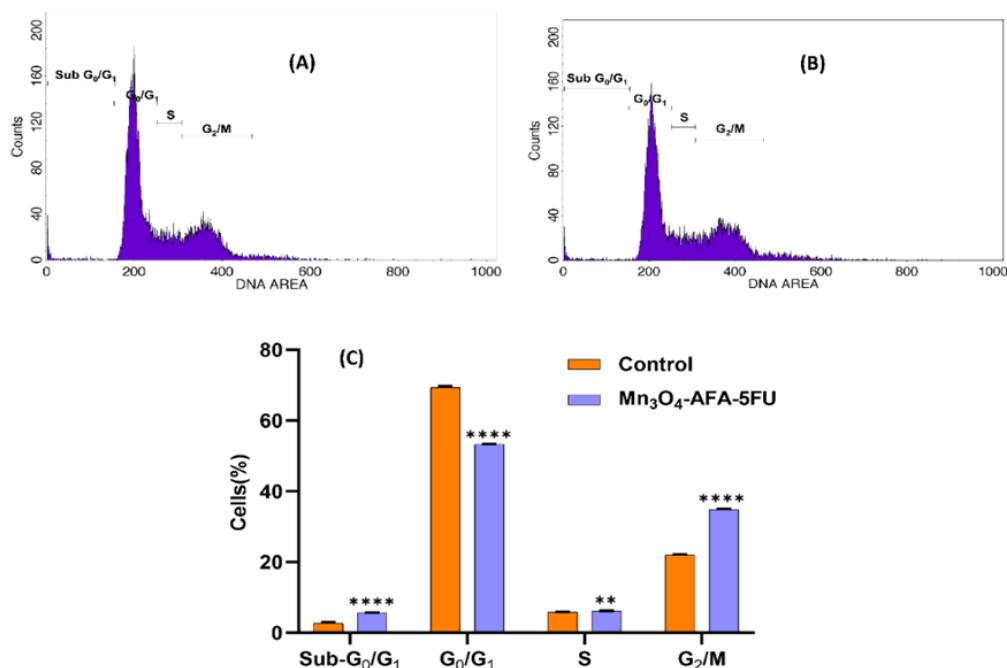 (A)
Sub G₀/G₁
G₀/G₁
S
G₂/M
Counts
200
160
120
80
40
0
0 200 400 600 800 1000
DNA AREA
(B)
Sub G₀/G₁
G₀/G₁
S
G₂/M
Counts
200
160
120
80
40
0
0 200 400 600 800 1000
DNA AREA
(C)
Control
Mn₃O₄-AFA-5FU
Cells(%)
80
60
40
20
0
**** **** ** ****
Sub-G₀/G₁ G₀/G₁ S G₂/M